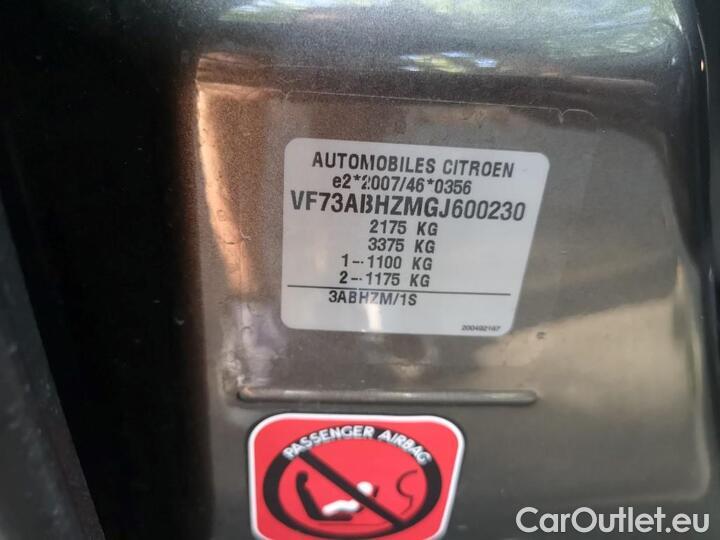 AUTOMOBILES CITROEN
e2*2007/46*0356
VF73ABHZMGJ600230
2175 KG
3375 KG
1-·1100 KG
2-·1175 KG
3ABHZM/1S
200492167
PASSENGER AIRBAG
CarOutlet.eu